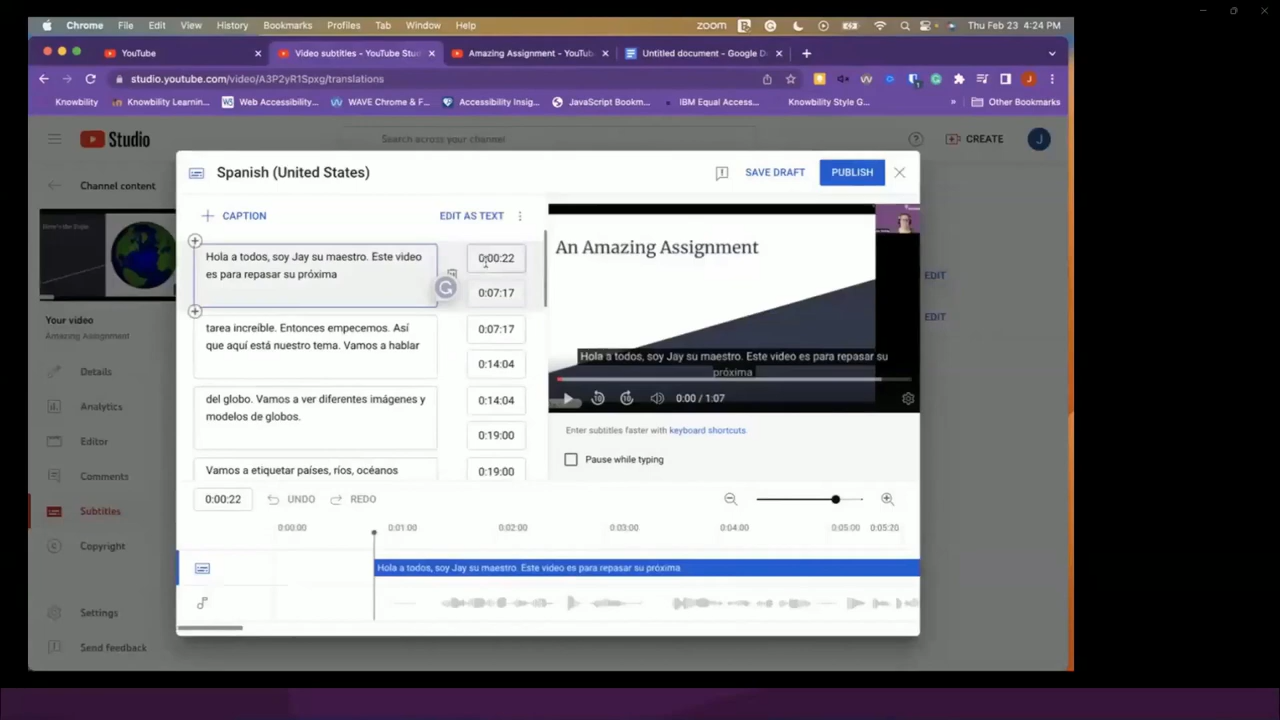 Chrome File Edit View History Bookmarks Profiles Tab Window Help zoom Thu Feb 23 4:24 PM
YouTube Video subtitles - YouTube Stu Amazing Assignment - YouTub Untitled document - Google D
studio.youtube.com/video/A3P2yR1Spxg/translations
Knowbility Knowbility Learnin... Web Accessibility... WAVE Chrome & F... Accessibility Insig... JavaScript Bookm... IBM Equal Access... Knowbility Style G... » Other Bookmarks
Studio Search across your channel CREATE J
Channel content
Your video
Amazing Assignment
Details
Analytics
Editor
Comments
Subtitles
Copyright
Settings
Send feedback
Spanish (United States) SAVE DRAFT PUBLISH
CAPTION EDIT AS TEXT
Hola a todos, soy Jay su maestro. Este video
es para repasar su próxima
0:00:22
0:07:17
tarea increíble. Entonces empecemos. Así
que aquí está nuestro tema. Vamos a hablar
0:07:17
0:14:04
del globo. Vamos a ver diferentes imágenes y
modelos de globos.
0:14:04
0:19:00
Vamos a etiquetar países, ríos, océanos
0:19:00
An Amazing Assignment
Hola a todos, soy Jay su maestro. Este video es para repasar su
próxima
0:00 / 1:07
Enter subtitles faster with keyboard shortcuts.
Pause while typing
EDIT
EDIT
0:00:22 UNDO REDO
0:00:00 0:01:00 0:02:00 0:03:00 0:04:00 0:05:00 0:05:20
Hola a todos, soy Jay su maestro. Este video es para repasar su próxima